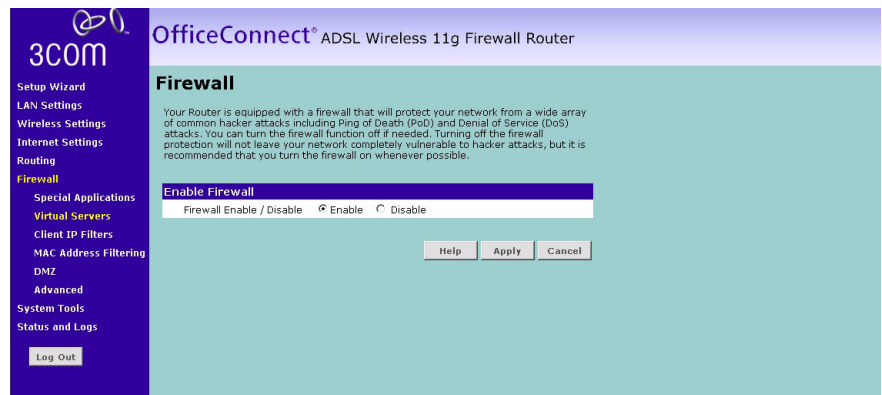 3COM
OfficeConnect® ADSL Wireless 11g Firewall Router
Setup Wizard
LAN Settings
Wireless Settings
Internet Settings
Routing
Firewall
Special Applications
Virtual Servers
Client IP Filters
MAC Address Filtering
DMZ
Advanced
System Tools
Status and Logs
Log Out
Firewall
Your Router is equipped with a firewall that will protect your network from a wide array
of common hacker attacks including Ping of Death (PoD) and Denial of Service (DoS)
attacks. You can turn the firewall function off if needed. Turning off the firewall
protection will not leave your network completely vulnerable to hacker attacks, but it is
recommended that you turn the firewall on whenever possible.
Enable Firewall
Firewall Enable / Disable Enable Disable
Help Apply Cancel